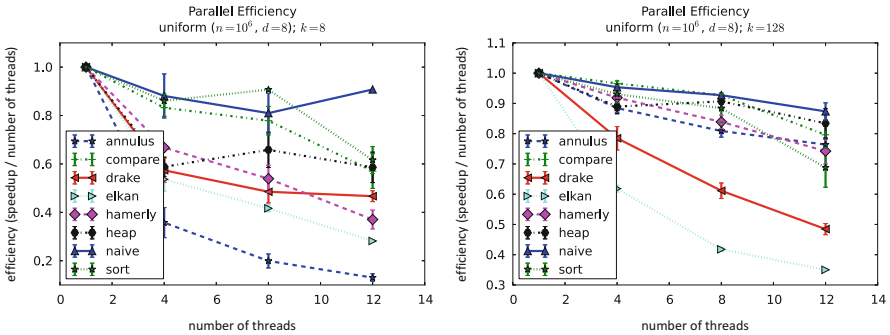 Parallel Efficiency
uniform (n=10⁶, d=8); k=8
efficiency (speedup / number of threads)
1.0
0.8
0.6
0.4
0.2
annulus
compare
drake
elkan
hamerly
heap
naive
sort
0 2 4 6 8 10 12 14
number of threads
Parallel Efficiency
uniform (n=10⁶, d=8); k=128
efficiency (speedup / number of threads)
1.1
1.0
0.9
0.8
0.7
0.6
0.5
0.4
0.3
annulus
compare
drake
elkan
hamerly
heap
naive
sort
0 2 4 6 8 10 12 14
number of threads